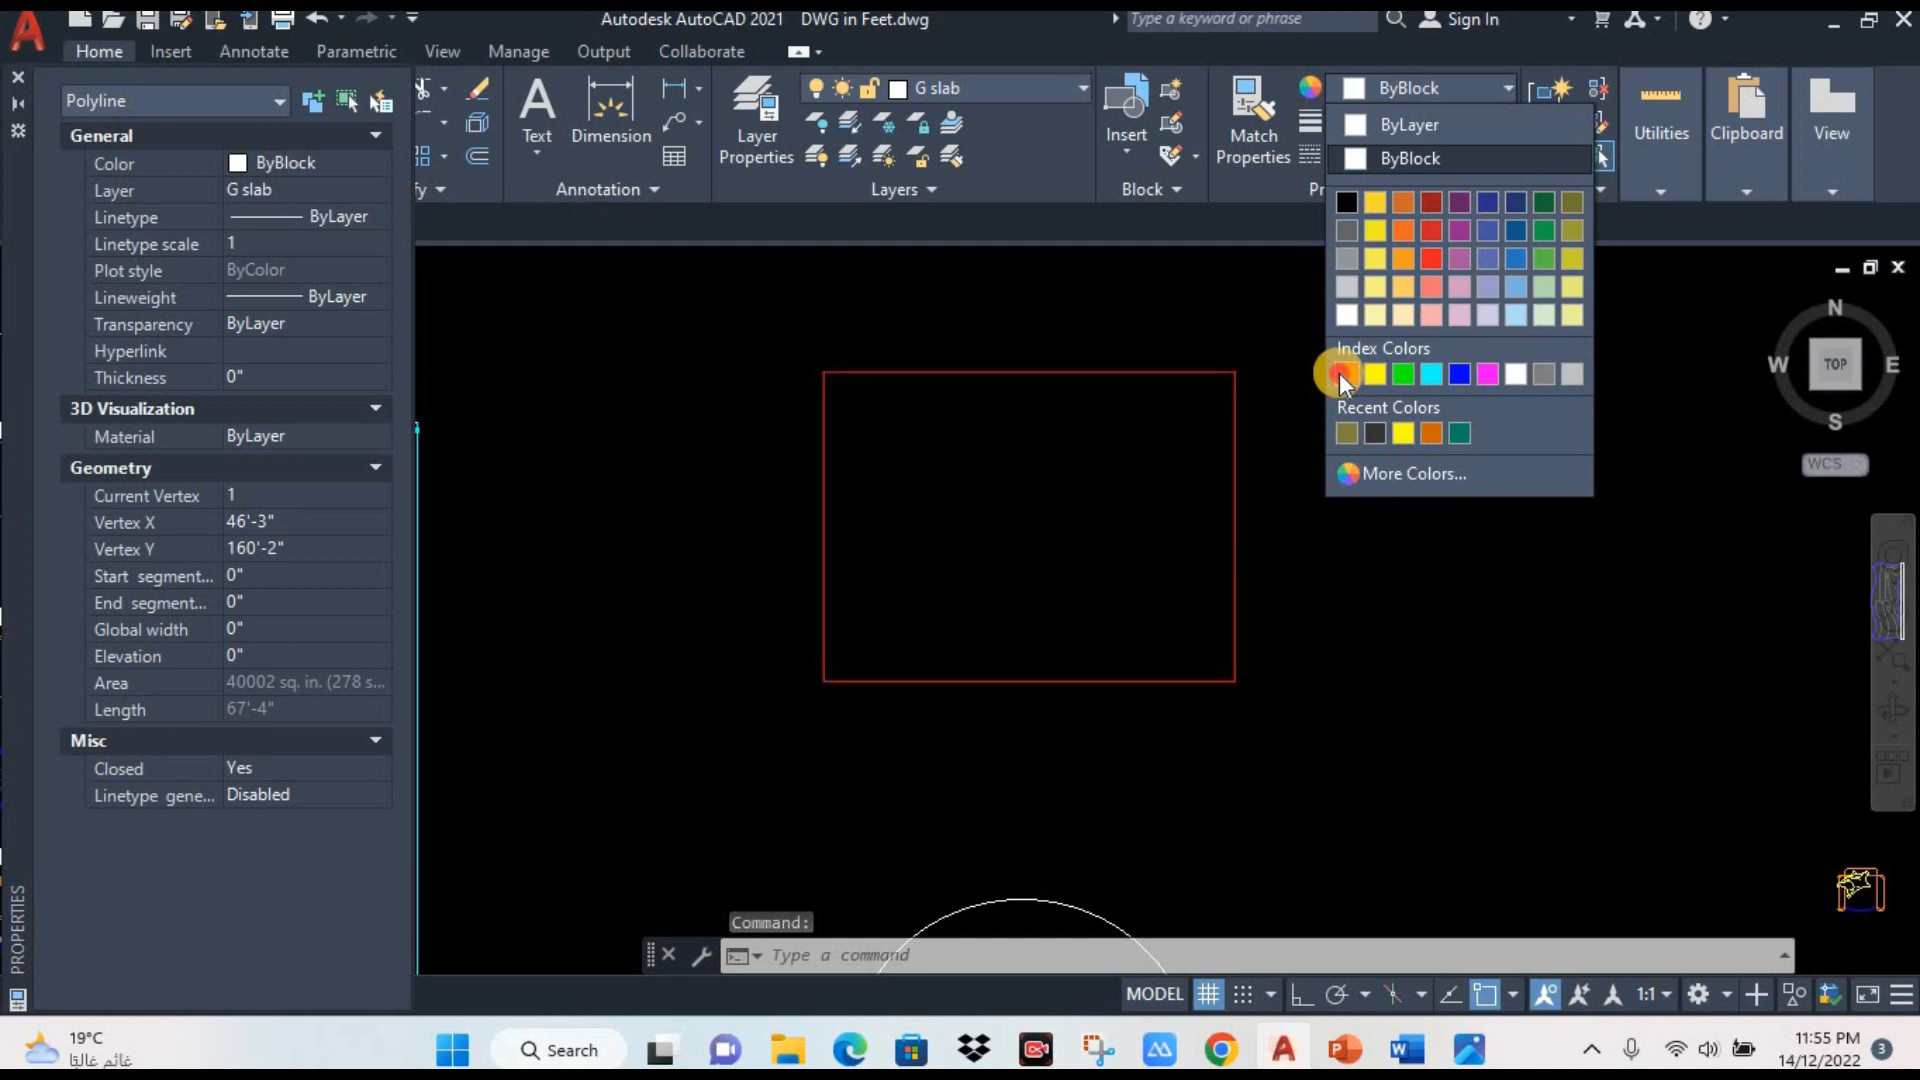 Autodesk AutoCAD 2021 DWG in Feet.dwg
Type a keyword or phrase
Sign In
Home Insert Annotate Parametric View Manage Output Collaborate
Polyline
General
Color ByBlock
Layer G slab
Linetype ByLayer
Linetype scale 1
Plot style ByColor
Lineweight ByLayer
Transparency ByLayer
Hyperlink
Thickness 0"
3D Visualization
Material ByLayer
Geometry
Current Vertex 1
Vertex X 46'-3"
Vertex Y 160'-2"
Start segment... 0"
End segment... 0"
Global width 0"
Elevation 0"
Area 40002 sq. in. (278 s...
Length 67'-4"
Misc
Closed Yes
Linetype gene... Disabled
PROPERTIES
fy
Text
Dimension
Annotation
Layer
Properties
G slab
Layers
Insert
Block
Match
Properties
Pr
ByBlock
ByLayer
ByBlock
Index Colors
Recent Colors
More Colors...
Utilities
Clipboard
View
N
W TOP E
S
WCS
Command:
Type a command
MODEL
1:1
19°C
غائم غالبًا
Search
11:55 PM
14/12/2022
3